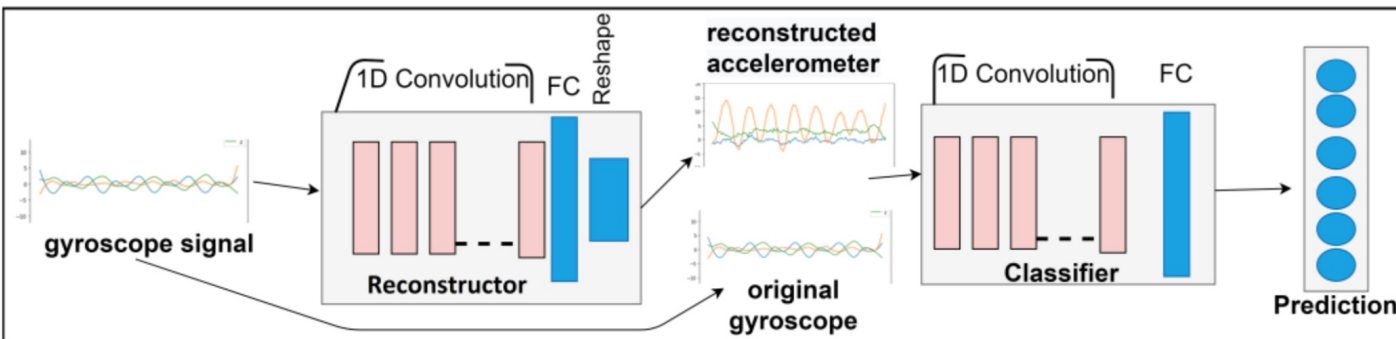 gyroscope signal
1D Convolution
FC
Reshape
Reconstructor
reconstructed
accelerometer
original
gyroscope
1D Convolution
FC
Classifier
Prediction